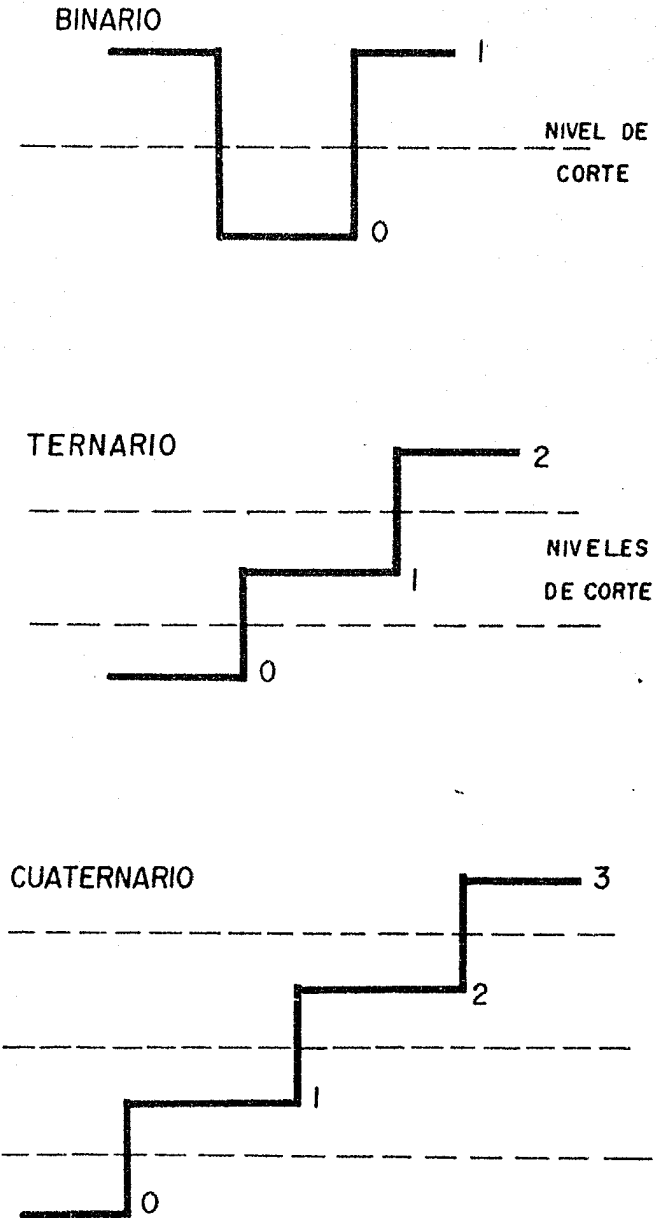 BINARIO
1
NIVEL DE
CORTE
0
TERNARIO
2
NIVELES
1
DE CORTE
0
CUATERNARIO
3
2
1
0